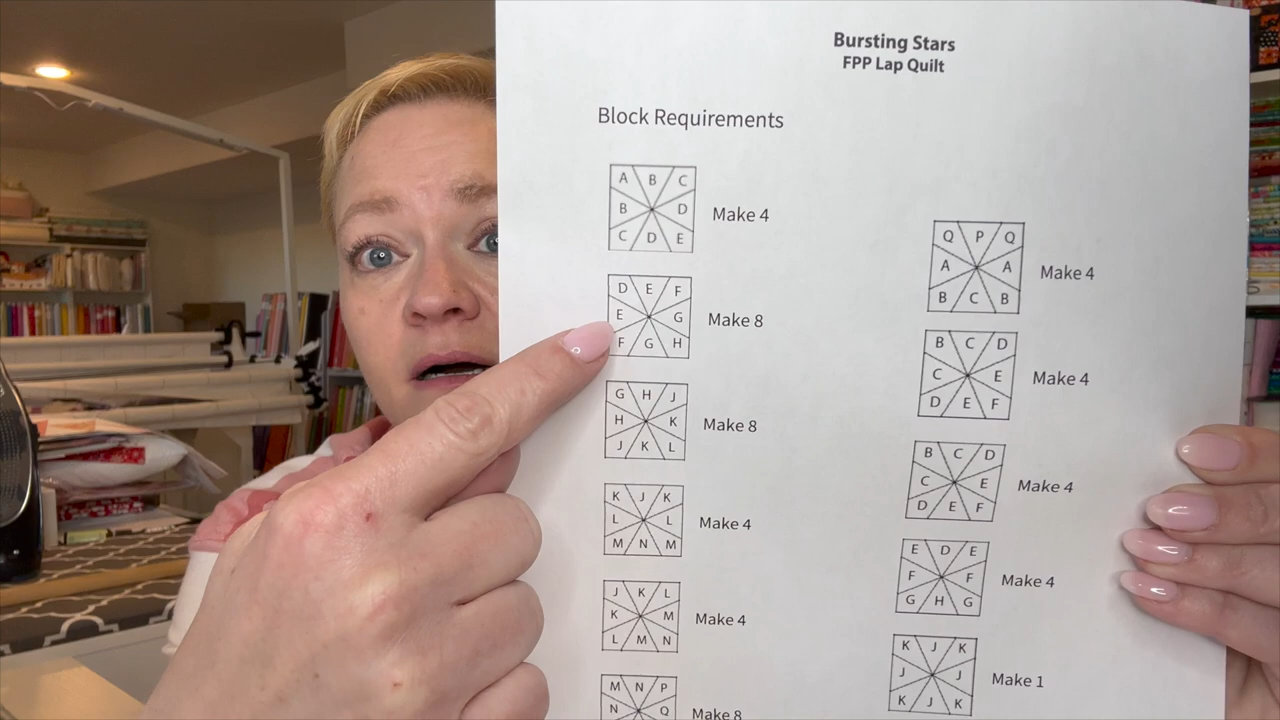 Bursting Stars
FPP Lap Quilt
Block Requirements
A B C
B D
C D E
Make 4
D E F
E G
F G H
Make 8
G H J
H K
J K L
Make 8
K J K
L L
M N M
Make 4
J K L
K M
L M N
Make 4
M N P
N Q
Make 8
Q P Q
A A
B C B
Make 4
B C D
C E
D E F
Make 4
B C D
C E
D E F
Make 4
E D E
F F
G H G
Make 4
K J K
J J
K J K
Make 1